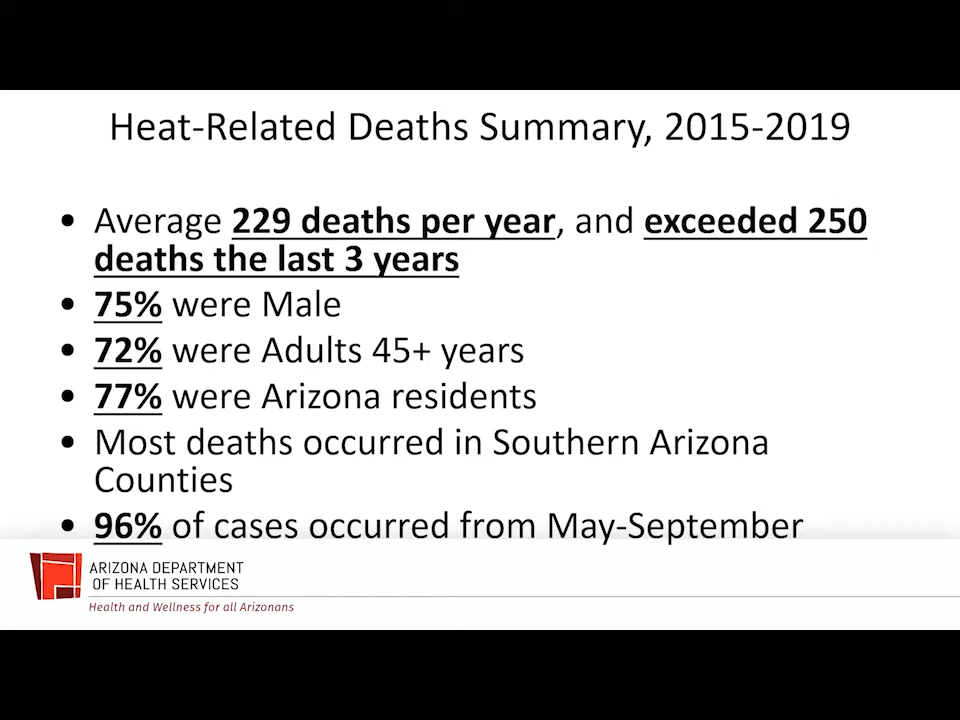 Heat-Related Deaths Summary, 2015-2019
• Average 229 deaths per year, and exceeded 250
deaths the last 3 years
• 75% were Male
• 72% were Adults 45+ years
• 77% were Arizona residents
• Most deaths occurred in Southern Arizona
Counties
• 96% of cases occurred from May-September
ARIZONA DEPARTMENT
OF HEALTH SERVICES
Health and Wellness for all Arizonans